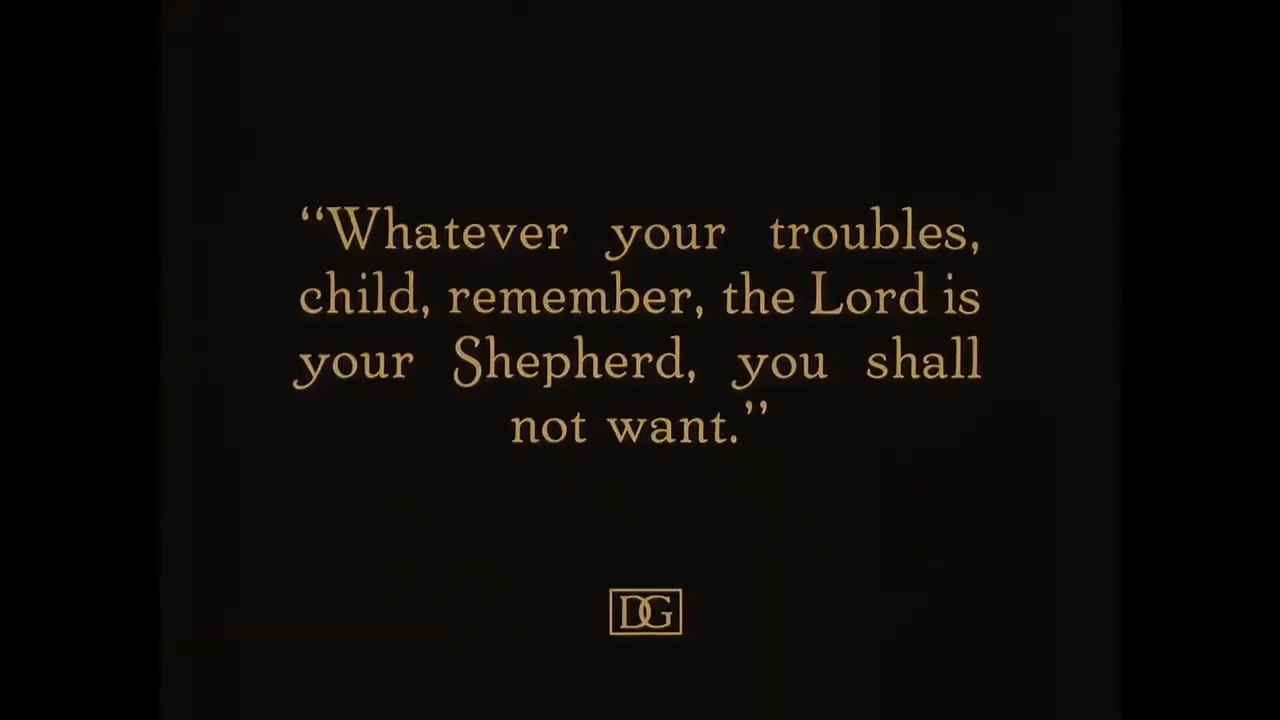 “Whatever your troubles,
child, remember, the Lord is
your Shepherd, you shall
not want.”
DG